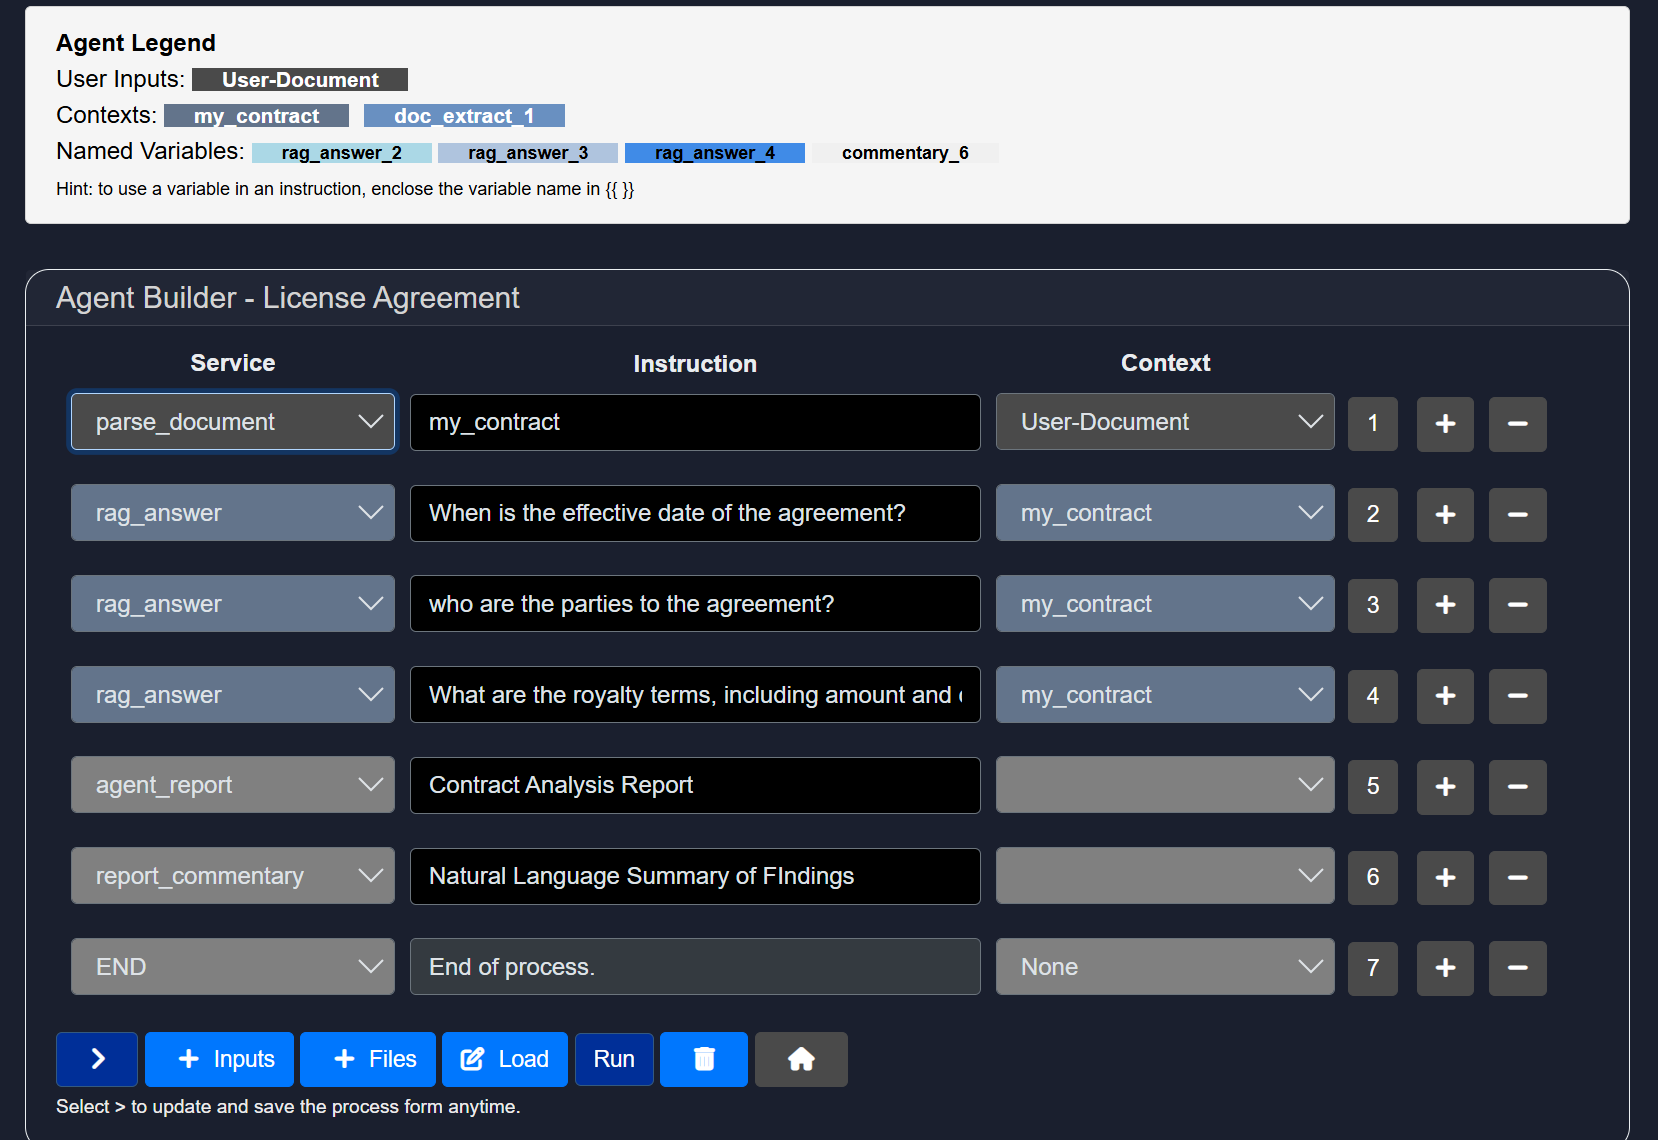 Agent Legend
User Inputs: User-Document
Contexts: my_contract doc_extract_1
Named Variables: rag_answer_2 rag_answer_3 rag_answer_4 commentary_6
Hint: to use a variable in an instruction, enclose the variable name in {{ }}
Agent Builder - License Agreement
Service Instruction Context
parse_document my_contract User-Document 1 + −
rag_answer When is the effective date of the agreement? my_contract 2 + −
rag_answer who are the parties to the agreement? my_contract 3 + −
rag_answer What are the royalty terms, including amount and my_contract 4 + −
agent_report Contract Analysis Report 5 + −
report_commentary Natural Language Summary of FIndings 6 + −
END End of process. None 7 + −
> + Inputs + Files Load Run
Select > to update and save the process form anytime.